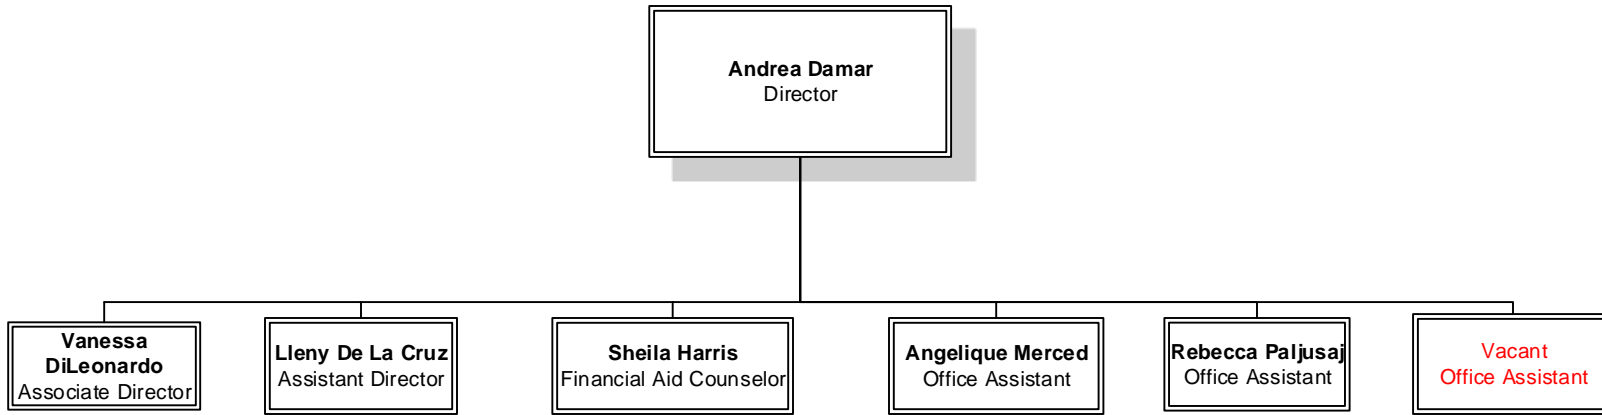 Andrea Damar
Director
Vanessa
DiLeonardo
Associate Director
Lleny De La Cruz
Assistant Director
Sheila Harris
Financial Aid Counselor
Angelique Merced
Office Assistant
Rebecca Paljusaj
Office Assistant
Vacant
Office Assistant